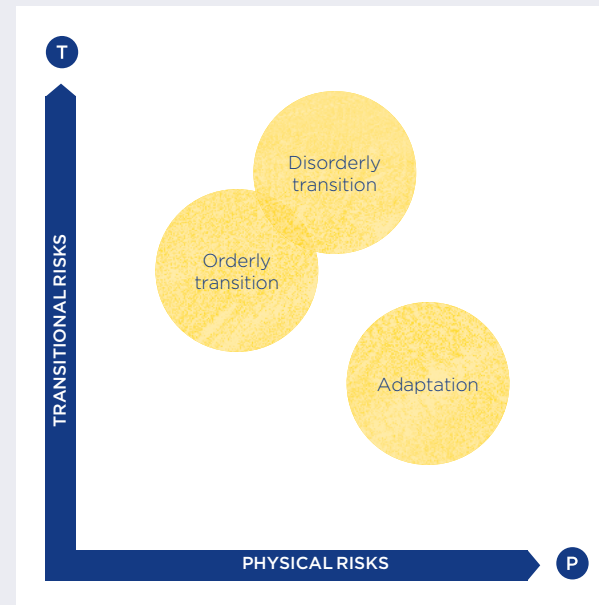 T
Disorderly
transition
Orderly
transition
TRANSITIONAL RISKS
Adaptation
PHYSICAL RISKS
P